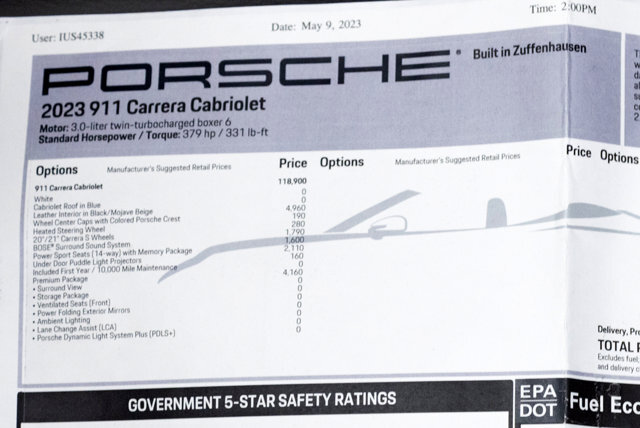 User: IUS45338
Date: May 9, 2023
Time: 2:00PM
PORSCHE®
Built in Zuffenhausen
2023 911 Carrera Cabriolet
Motor: 3.0-liter twin-turbocharged boxer 6
Standard Horsepower / Torque: 379 hp / 331 lb-ft
Options Manufacturer's Suggested Retail Prices Price Options Manufacturer's Suggested Retail Prices Price Options
911 Carrera Cabriolet 118,900
White 0
Cabriolet Roof in Blue 0
Leather Interior in Black/Mojave Beige 4,960
Wheel Center Caps with Colored Porsche Crest 190
Heated Steering Wheel 280
20"/21" Carrera S Wheels 1,790
BOSE® Surround Sound System 1,600
Power Sport Seats (14-way) with Memory Package 2,110
Under Door Puddle Light Projectors 160
Included First Year / 10,000 Mile Maintenance 0
Premium Package 4,160
• Surround View 0
• Storage Package 0
• Ventilated Seats (Front) 0
• Power Folding Exterior Mirrors 0
• Ambient Lighting 0
• Lane Change Assist (LCA) 0
• Porsche Dynamic Light System Plus (PDLS+) 0
Delivery, Pro
TOTAL P
Excludes fuel,
and delivery c
GOVERNMENT 5-STAR SAFETY RATINGS
EPA
DOT
Fuel Eco